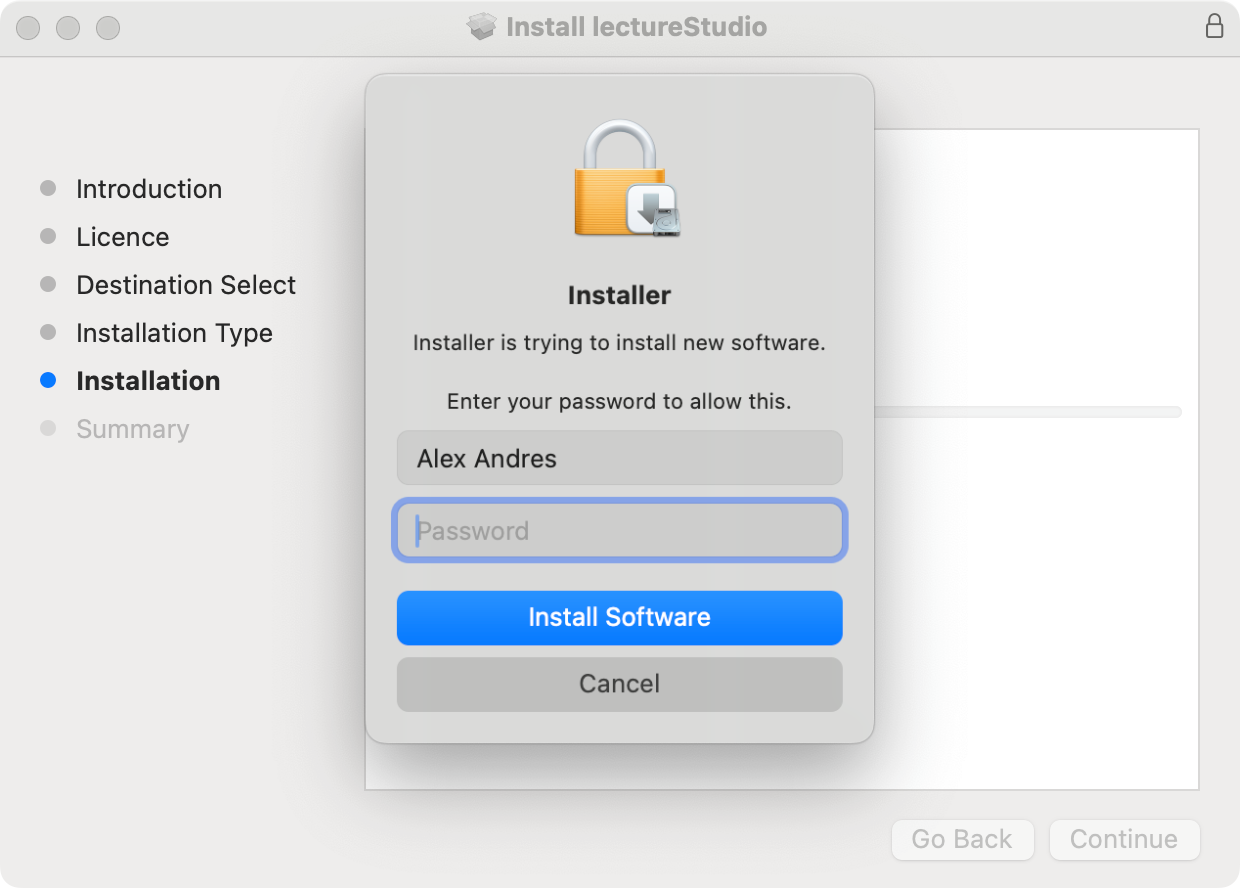 Install lectureStudio
Introduction
Licence
Destination Select
Installation Type
Installation
Summary
Installer
Installer is trying to install new software.
Enter your password to allow this.
Alex Andres
Password
Install Software
Cancel
Go Back
Continue